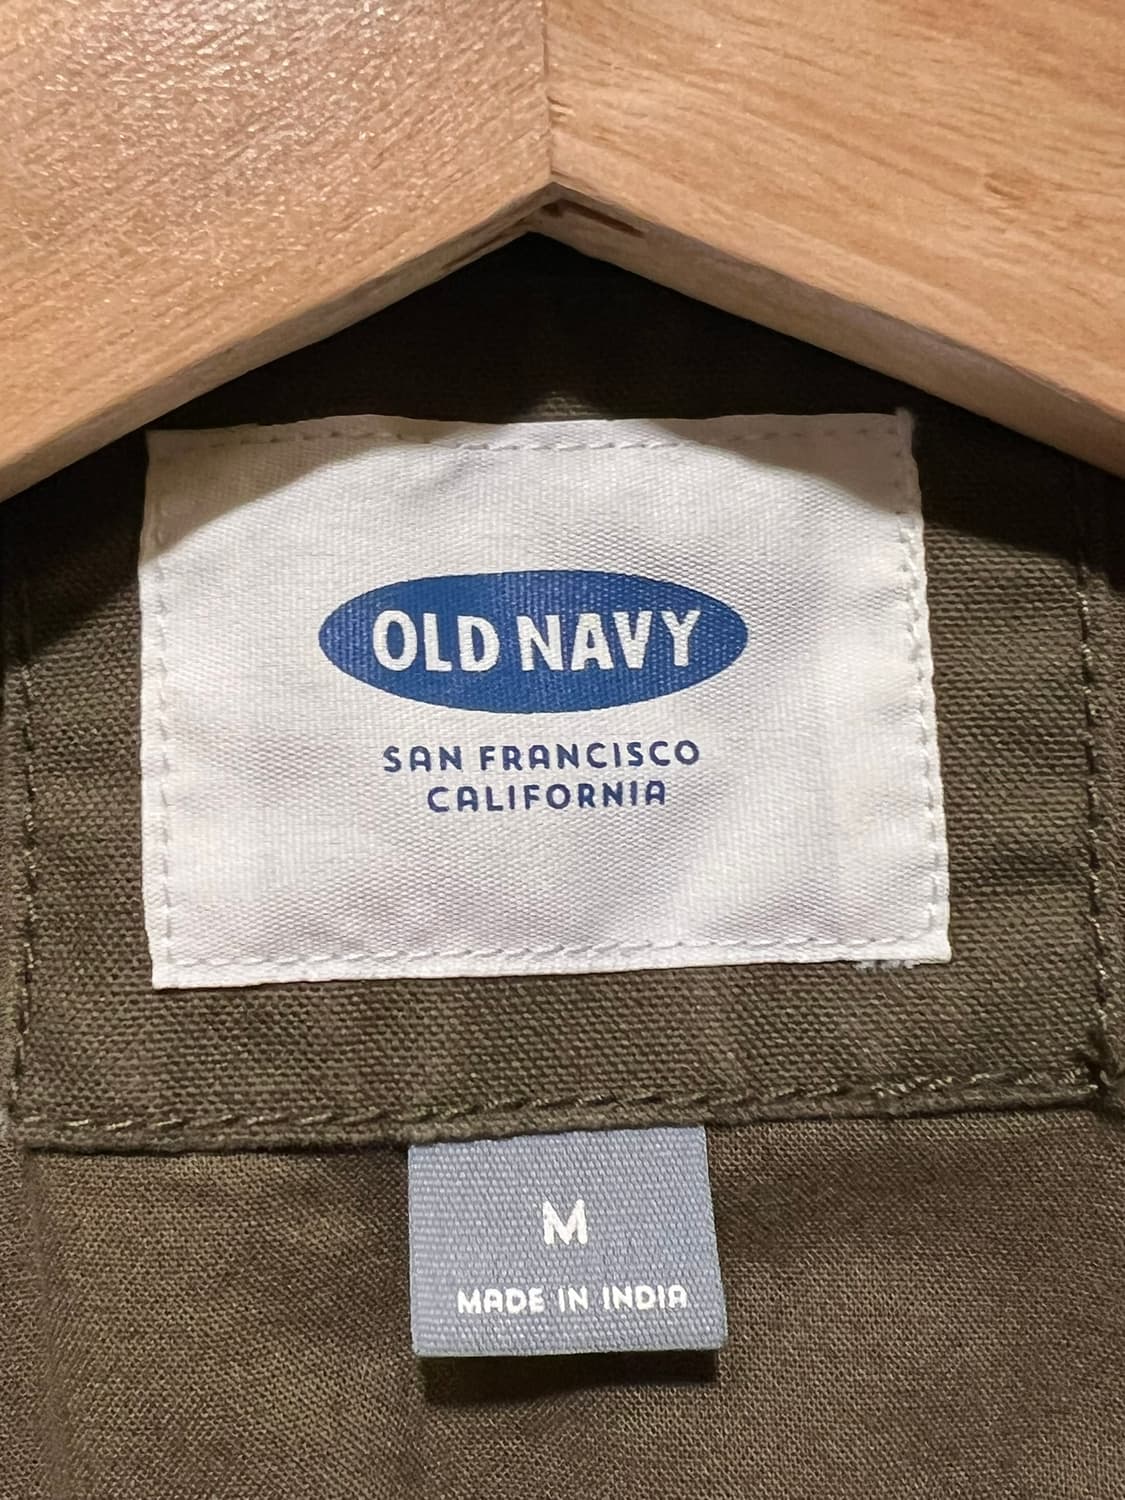 OLD NAVY
SAN FRANCISCO
CALIFORNIA
M
MADE IN INDIA